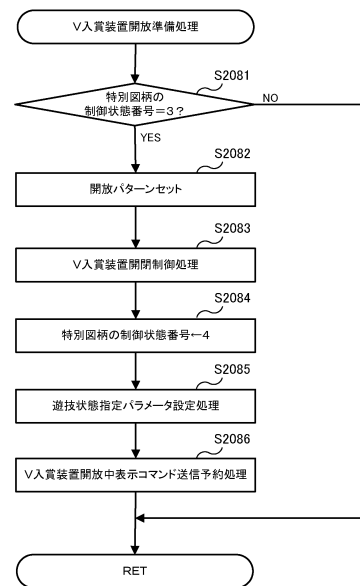 V入賞装置開放準備処理
S2081
特別図柄の
制御状態番号＝3？
NO
YES
S2082
開放パターンセット
S2083
V入賞装置開閉制御処理
S2084
特別図柄の制御状態番号←4
S2085
遊技状態指定パラメータ設定処理
S2086
V入賞装置開放中表示コマンド送信予約処理
RET